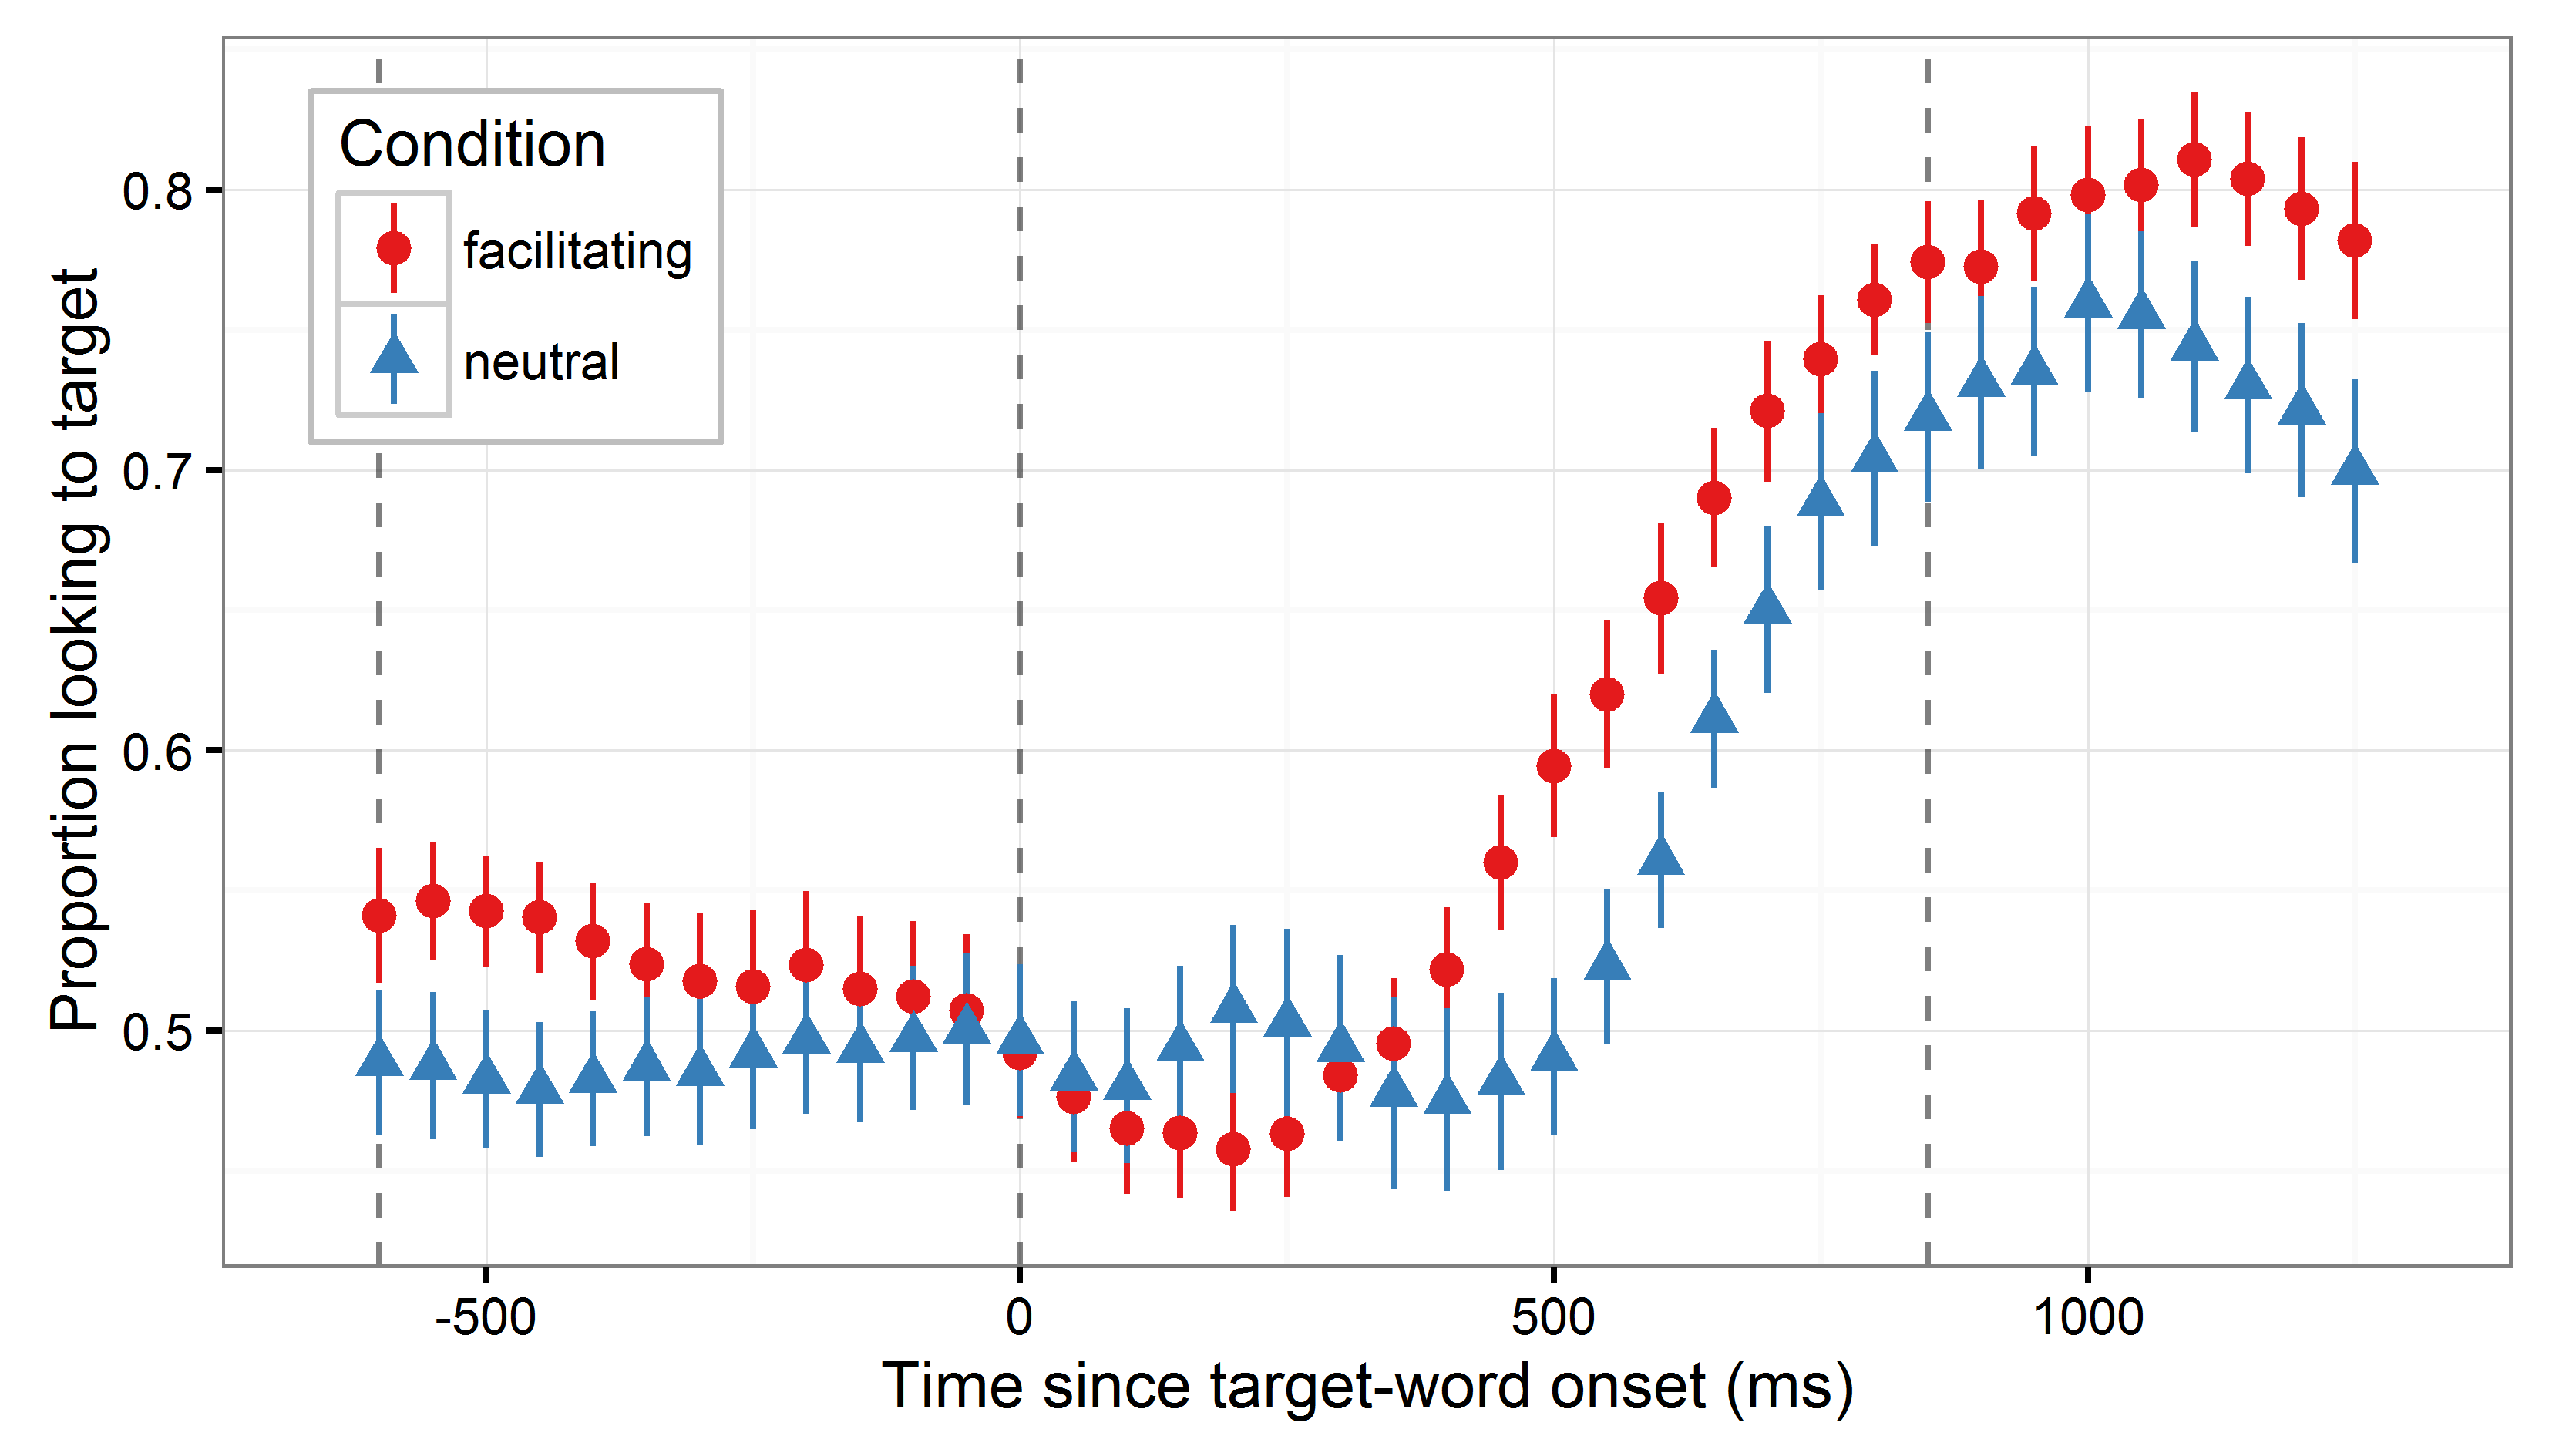 Condition
facilitating
neutral
Proportion looking to target
0.8
0.7
0.6
0.5
-500 0 500 1000
Time since target-word onset (ms)